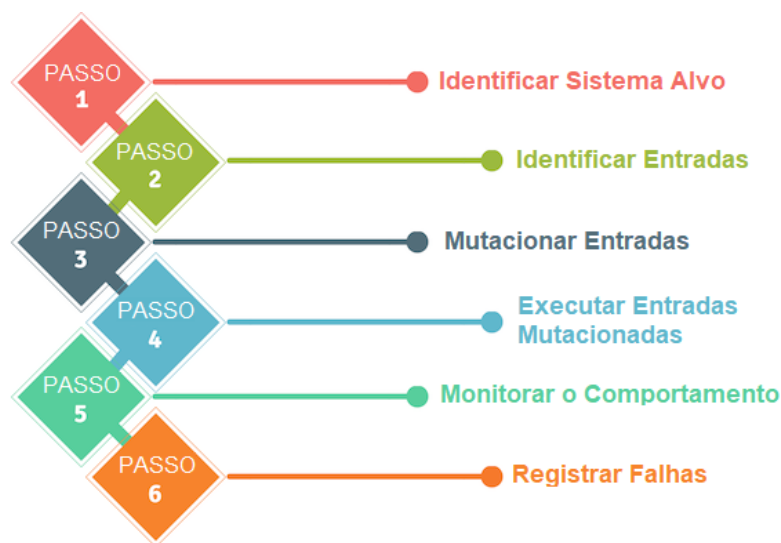 PASSO
1
Identificar Sistema Alvo
PASSO
2
Identificar Entradas
PASSO
3
Mutacionar Entradas
PASSO
4
Executar Entradas
Mutacionadas
PASSO
5
Monitorar o Comportamento
PASSO
6
Registrar Falhas